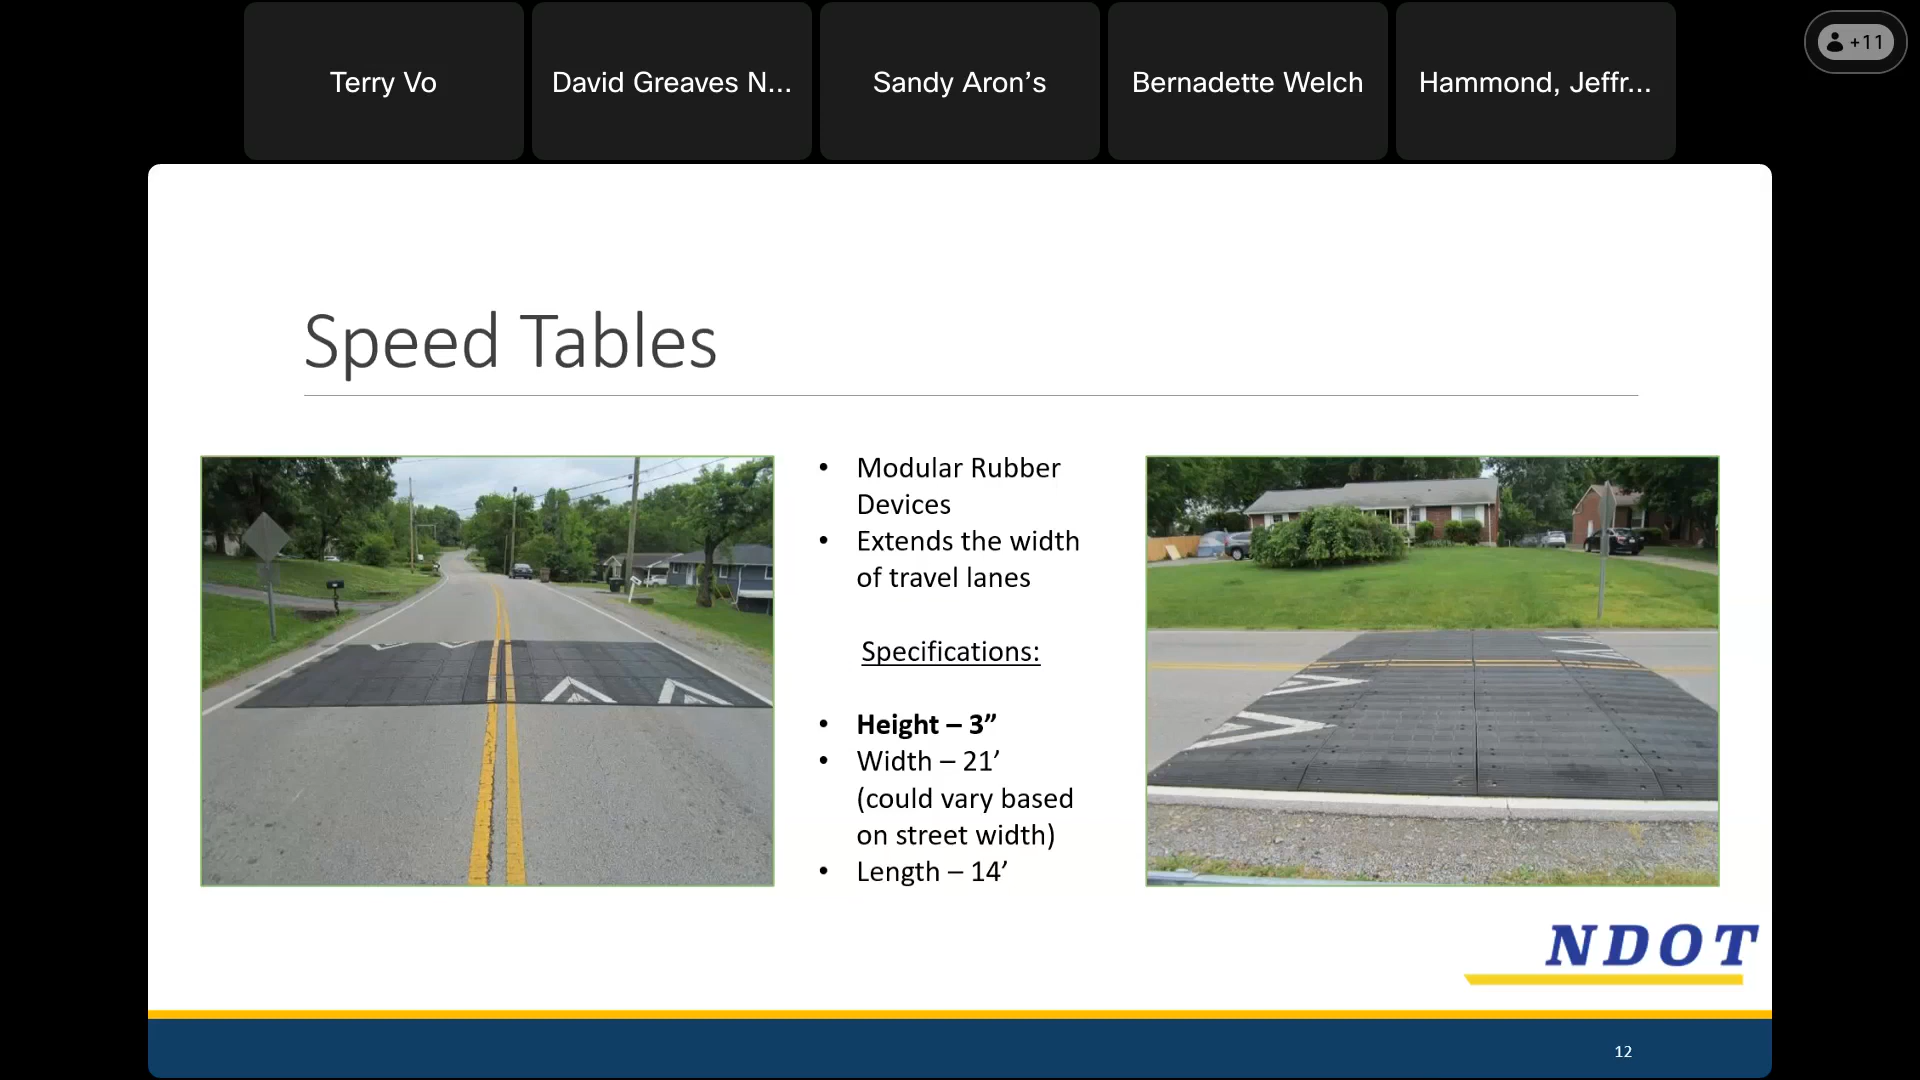 Terry Vo
David Greaves N...
Sandy Aron’s
Bernadette Welch
Hammond, Jeffr...
+11
Speed Tables
• Modular Rubber
Devices
• Extends the width
of travel lanes
Specifications:
• Height – 3”
• Width – 21’
(could vary based
on street width)
• Length – 14’
NDOT
12